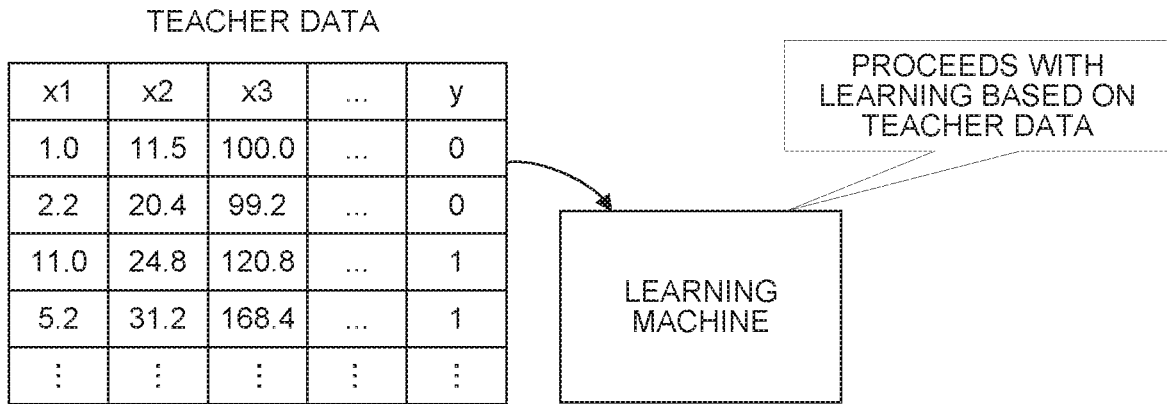 TEACHER DATA
x1 x2 x3 ... y
1.0 11.5 100.0 ... 0
2.2 20.4 99.2 ... 0
11.0 24.8 120.8 ... 1
5.2 31.2 168.4 ... 1
⋮ ⋮ ⋮ ⋮ ⋮
PROCEEDS WITH
LEARNING BASED ON
TEACHER DATA
LEARNING
MACHINE